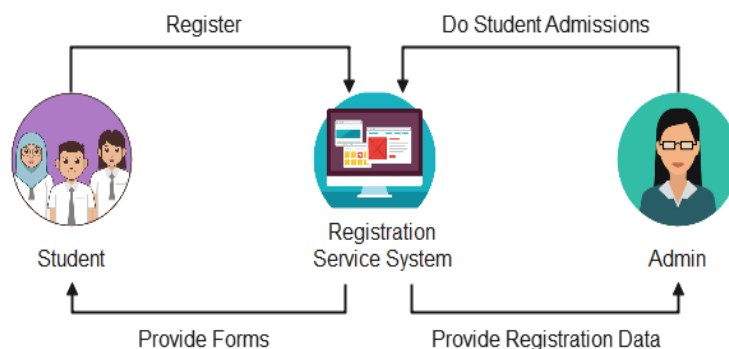 Register
Do Student Admissions
Student
Registration
Service System
Admin
Provide Forms
Provide Registration Data